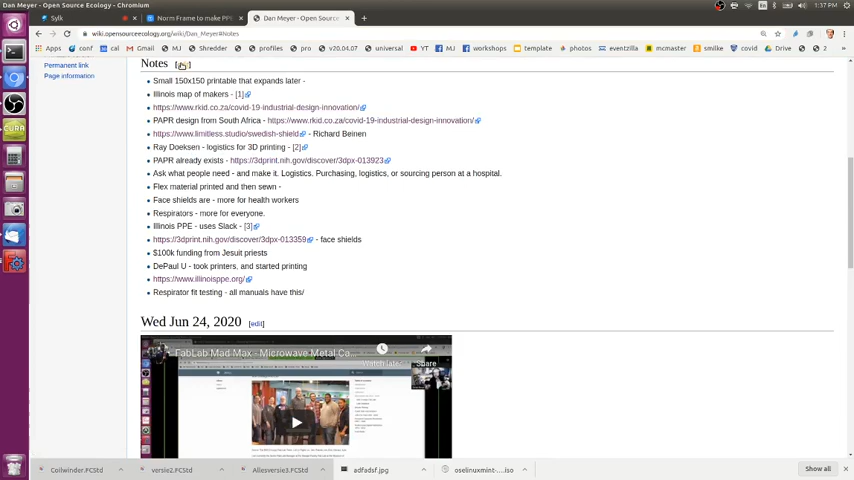 Dan Meyer - Open Source Ecology - Chromium
1:37 PM
Sylk
Norm Frame to make PPE
Dan Meyer - Open Source
wiki.opensourceecology.org/wiki/Dan_Meyer#Notes
Apps conf cal Gmail MJ Shredder profiles pro v20.04.07 universal YT MJ workshops template photos eventzilla mcmaster smilke covid Drive 2 »
Permanent link
Page information
Notes
Small 150x150 printable that expands later -
Illinois map of makers - [1]
https://www.rkid.co.za/covid-19-industrial-design-innovation/
PAPR design from South Africa - https://www.rkid.co.za/covid-19-industrial-design-innovation/
https://www.limitless.studio/swedish-shield - Richard Beinen
Ray Doeksen - logistics for 3D printing - [2]
PAPR already exists - https://3dprint.nih.gov/discover/3dpx-013923
Ask what people need - and make it. Logistics. Purchasing, logistics, or sourcing person at a hospital.
Flex material printed and then sewn -
Face shields are - more for health workers
Respirators - more for everyone.
Illinois PPE - uses Slack - [3]
https://3dprint.nih.gov/discover/3dpx-013359 - face shields
$100k funding from Jesuit priests
DePaul U - took printers, and started printing
https://www.illinoisppe.org/
Respirator fit testing - all manuals have this/
Wed Jun 24, 2020 [edit]
FabLab Mad Max - Microwave Metal Ca...
Watch later
Share
CURA
Coilwinder.FCStd
versie2.FCStd
Allesversie3.FCStd
adfadsf.jpg
oselinuxmint-....iso
Show all